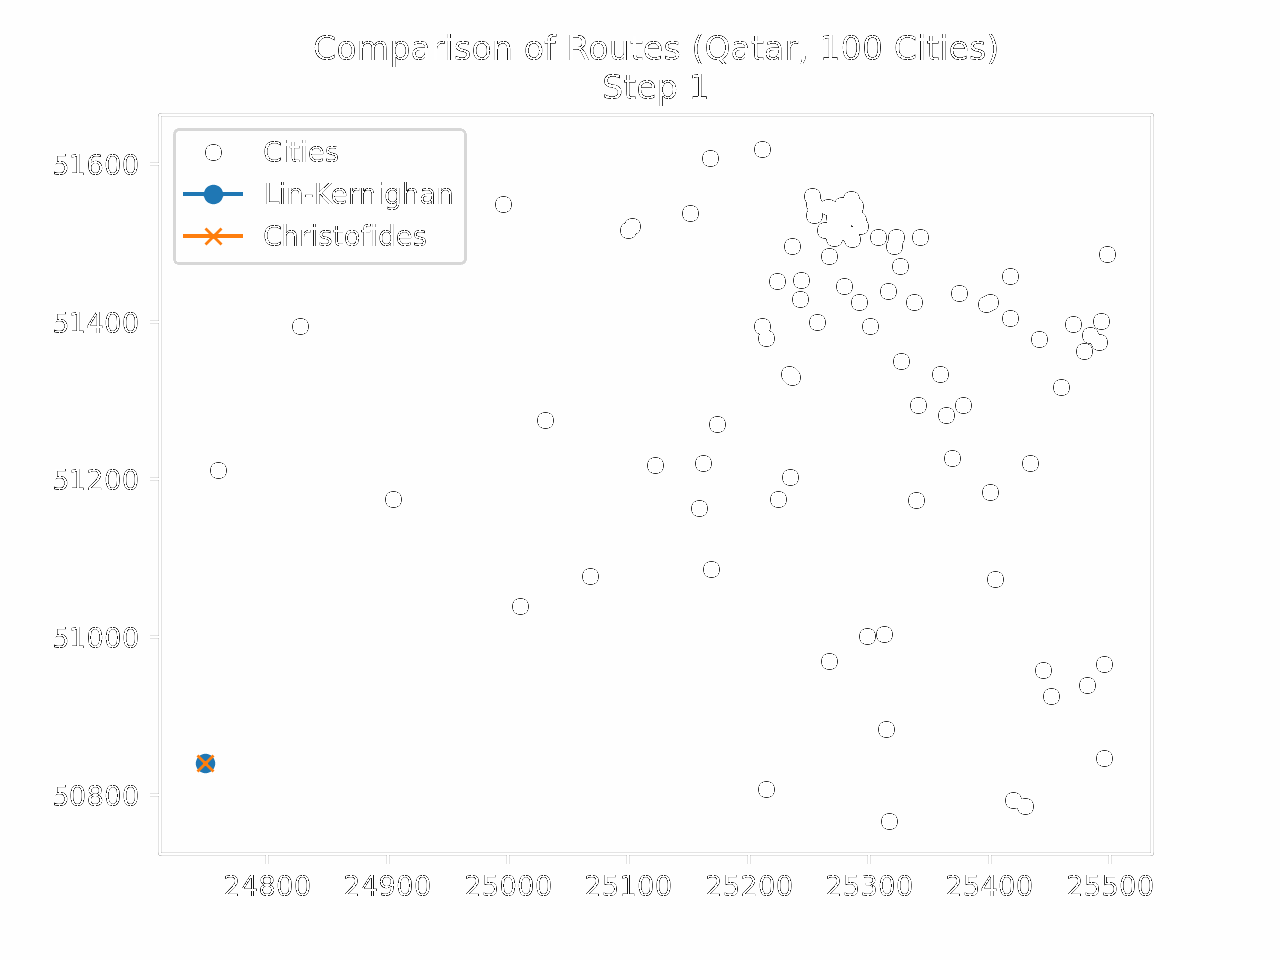 Comparison of Routes (Qatar, 100 Cities)
Step 1
Cities
Lin-Kernighan
Christofides
51600
51400
51200
51000
50800
24800 24900 25000 25100 25200 25300 25400 25500